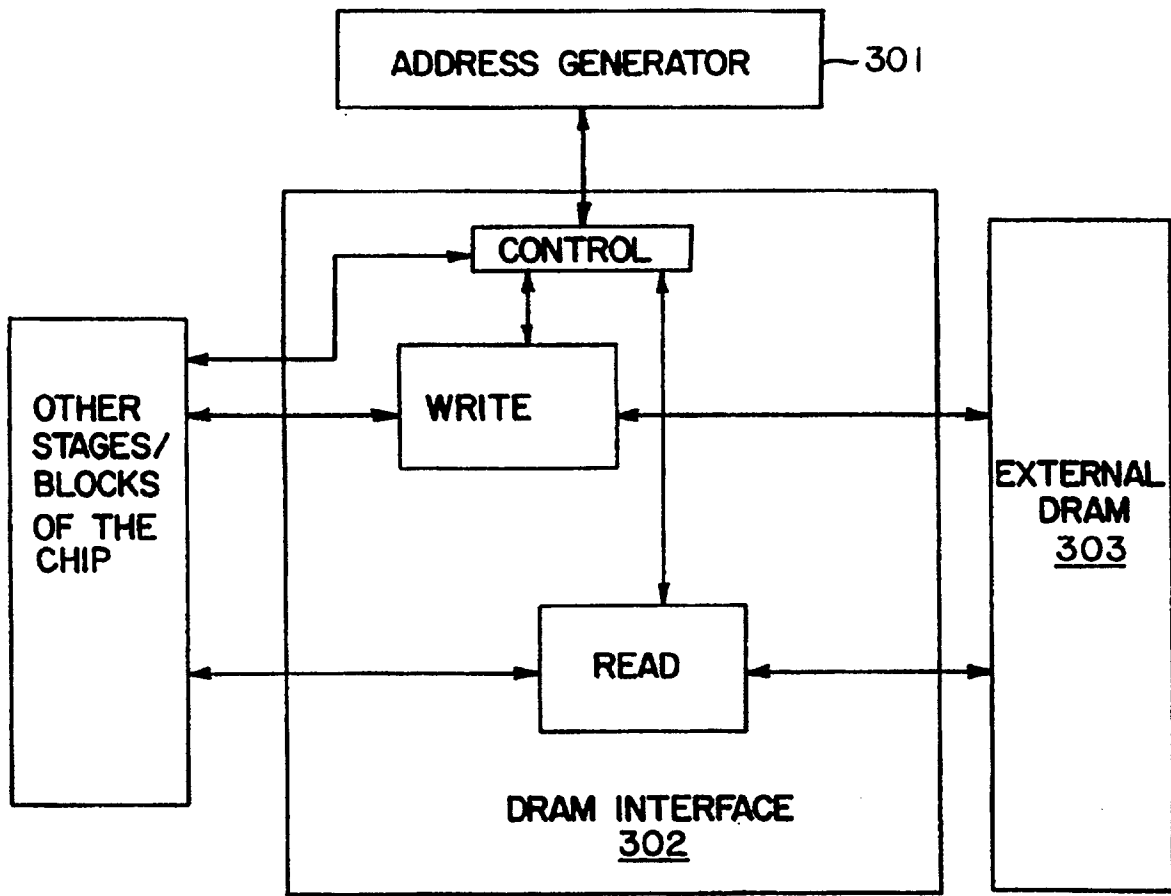 ADDRESS GENERATOR
301
CONTROL
WRITE
OTHER
STAGES/
BLOCKS
OF THE
CHIP
EXTERNAL
DRAM
303
READ
DRAM INTERFACE
302